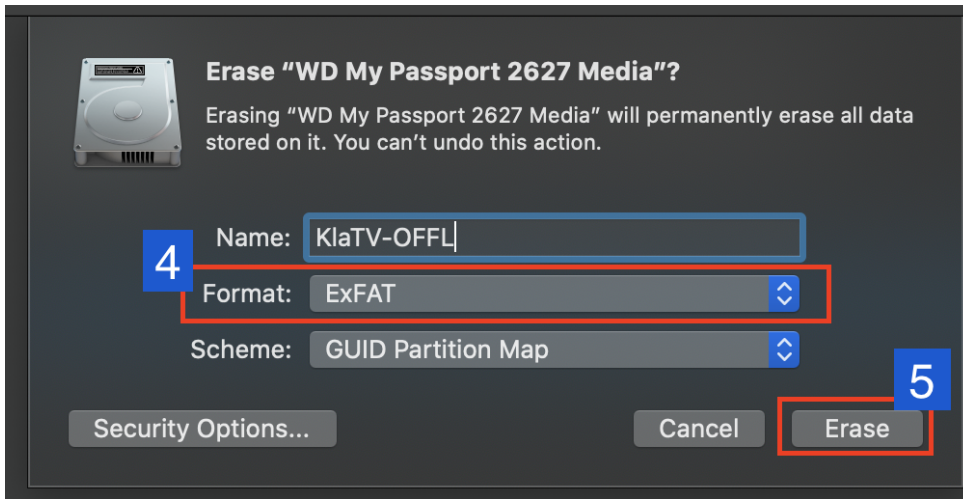 Erase “WD My Passport 2627 Media”?
Erasing “WD My Passport 2627 Media” will permanently erase all data
stored on it. You can’t undo this action.
Name: KlaTV-OFFL
4
Format: ExFAT
Scheme: GUID Partition Map
5
Security Options... Cancel Erase